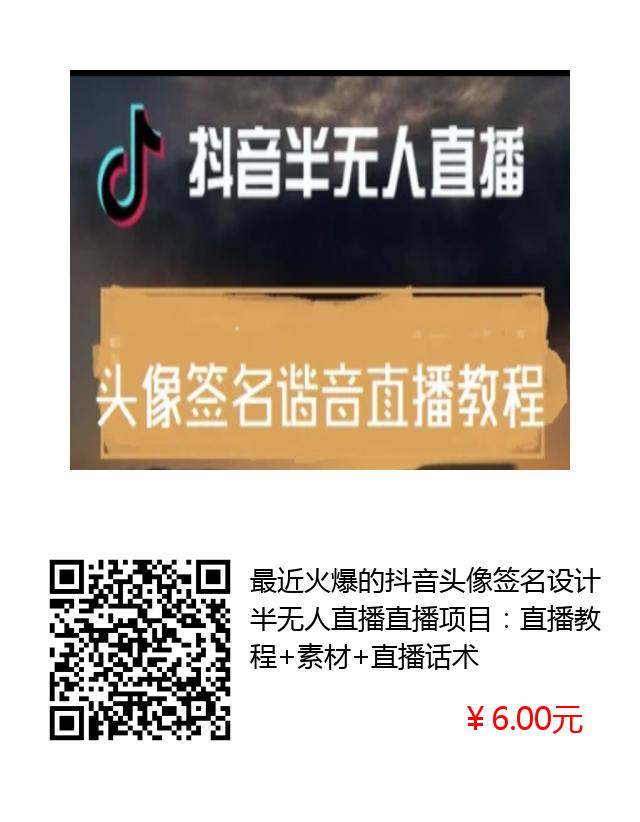 抖音半无人直播
头像签名谐音直播教程
最近火爆的抖音头像签名设计
半无人直播直播项目：直播教
程+素材+直播话术
¥6.00元